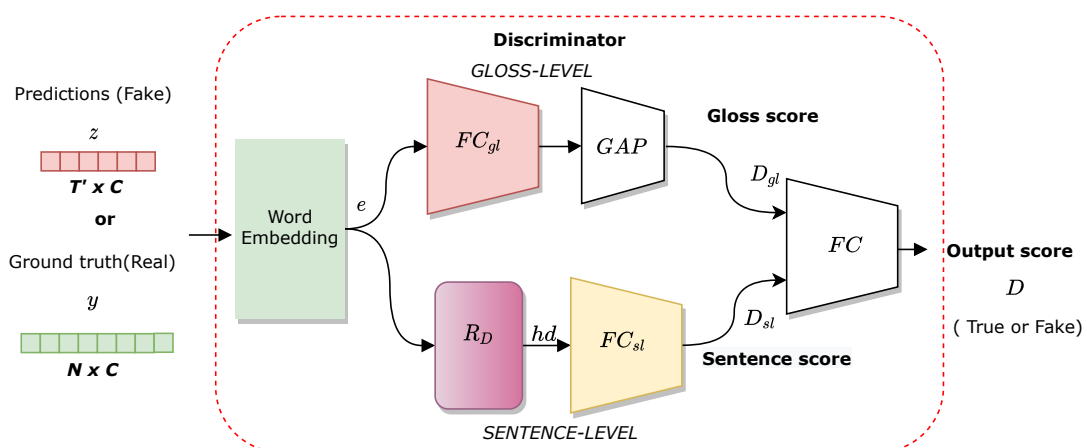 Discriminator
GLOSS-LEVEL
Predictions (Fake)
z
T' x C
or
Ground truth(Real)
y
N x C
Word
Embedding
e
FC_gl
GAP
Gloss score
D_gl
R_D
hd
FC_sl
D_sl
Sentence score
SENTENCE-LEVEL
FC
Output score
D
( True or Fake)